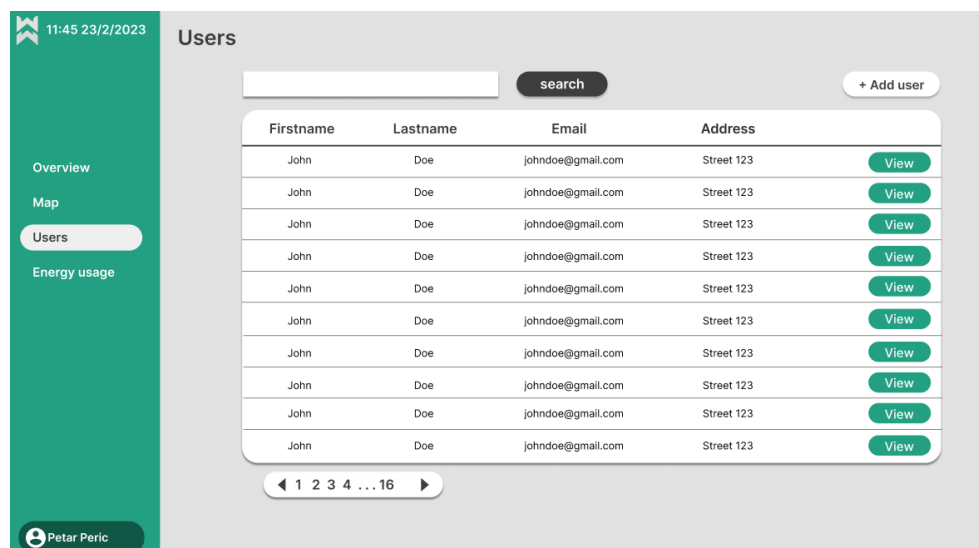 11:45 23/2/2023
Users
search
+ Add user
Firstname Lastname Email Address
John Doe johndoe@gmail.com Street 123 View
John Doe johndoe@gmail.com Street 123 View
John Doe johndoe@gmail.com Street 123 View
John Doe johndoe@gmail.com Street 123 View
John Doe johndoe@gmail.com Street 123 View
John Doe johndoe@gmail.com Street 123 View
John Doe johndoe@gmail.com Street 123 View
John Doe johndoe@gmail.com Street 123 View
John Doe johndoe@gmail.com Street 123 View
John Doe johndoe@gmail.com Street 123 View
1 2 3 4 ...16
Overview
Map
Users
Energy usage
Petar Peric